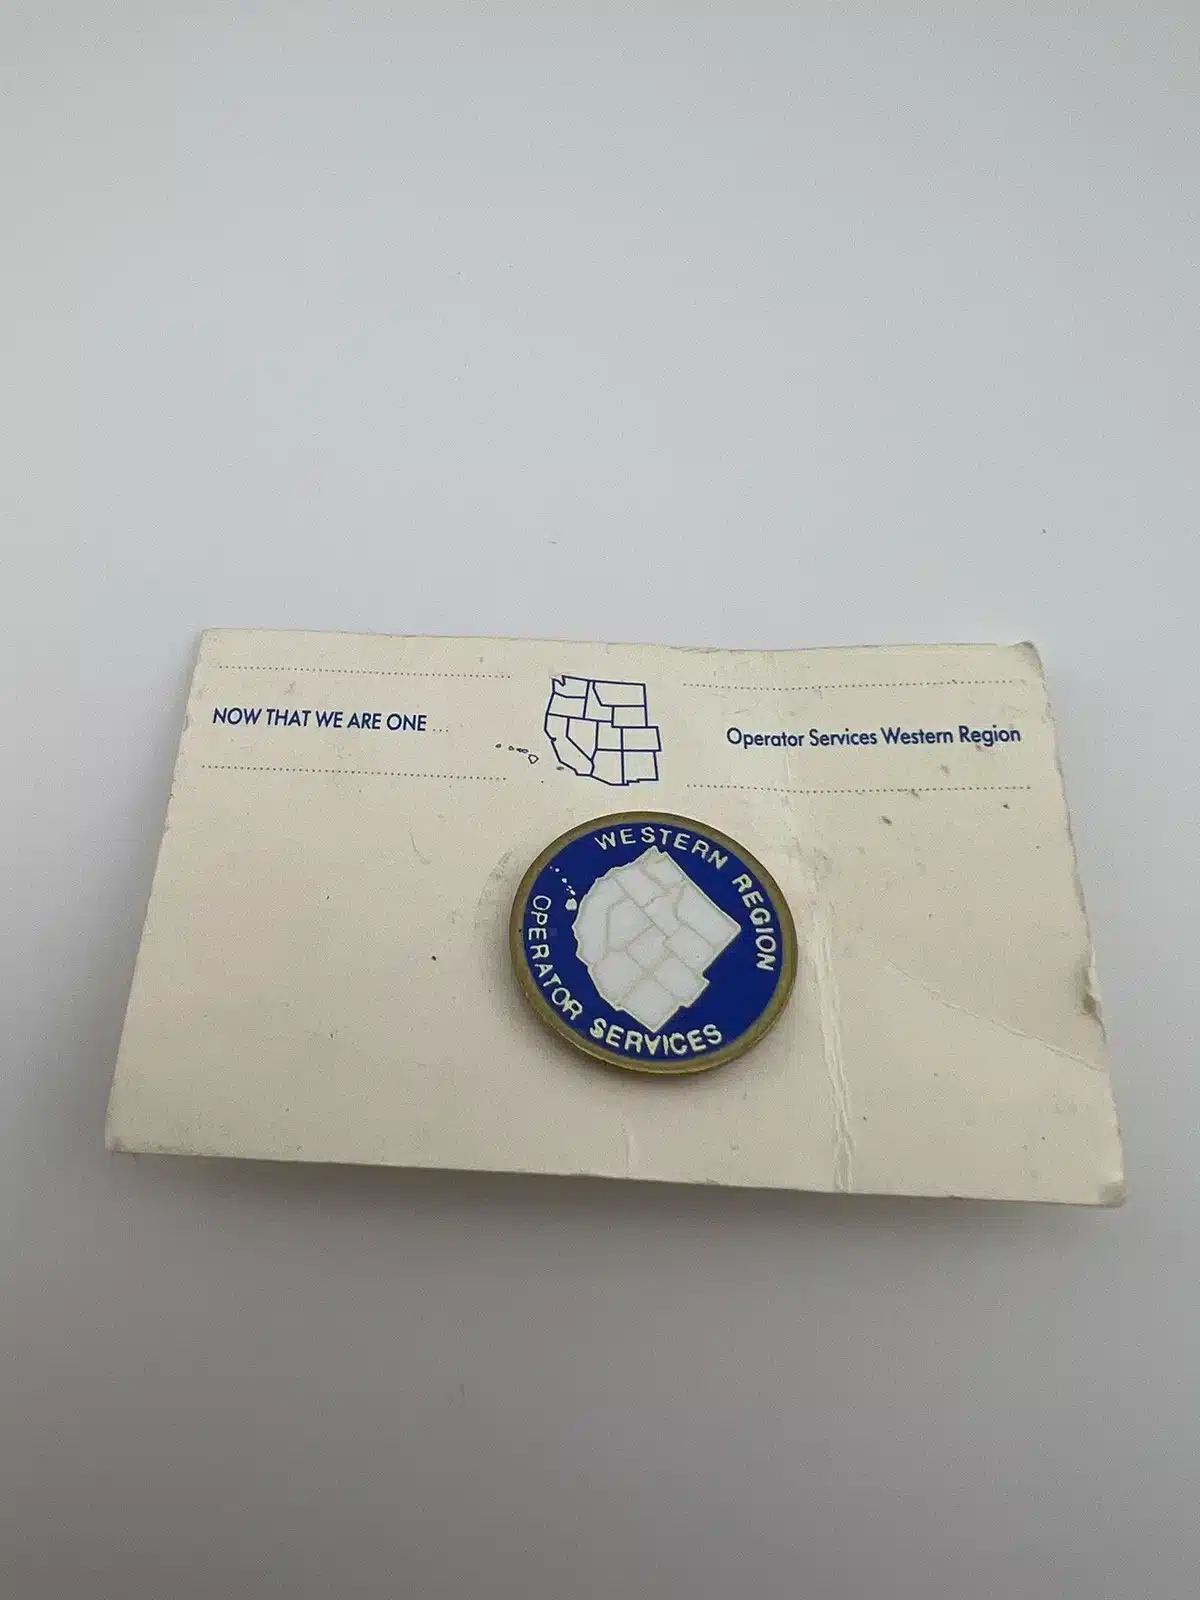 NOW THAT WE ARE ONE ...
Operator Services Western Region
WESTERN REGION
OPERATOR SERVICES